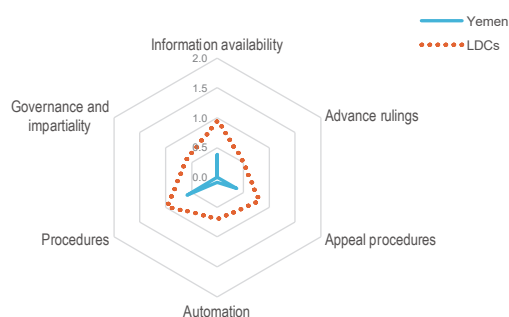 Yemen
LDCs
Information availability
2.0
1.5
1.0
0.5
0.0
Governance and
impartiality
Advance rulings
Procedures
Appeal procedures
Automation